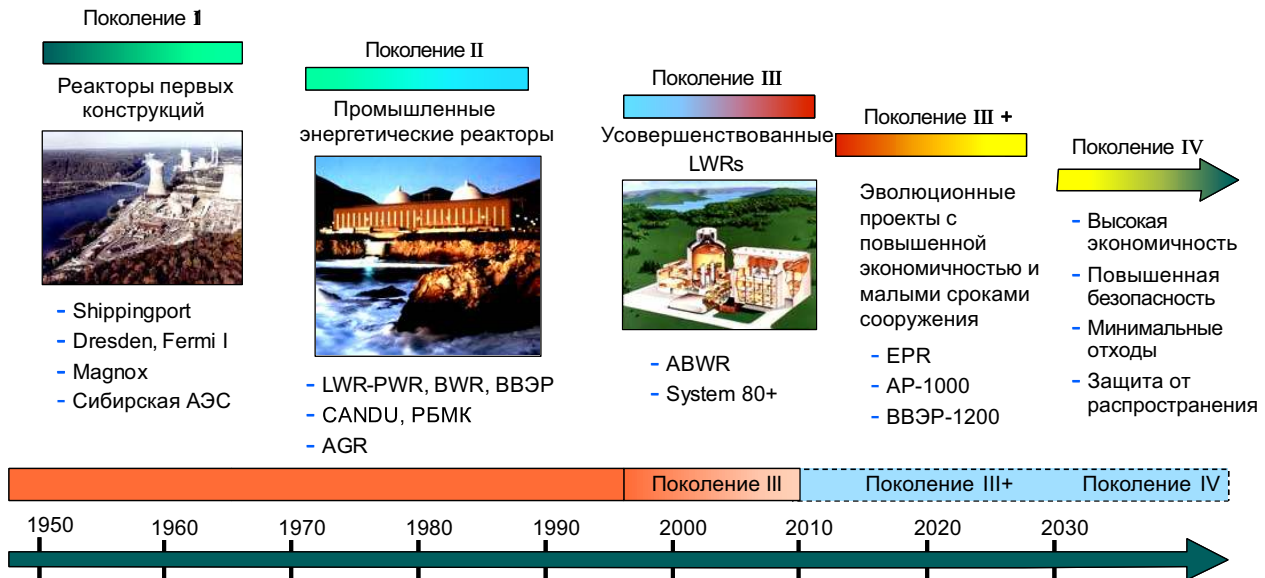 Поколение I
Реакторы первых
конструкций
- Shippingport
- Dresden, Fermi I
- Magnox
- Сибирская АЭС
Поколение II
Промышленные
энергетические реакторы
- LWR-PWR, BWR, ВВЭР
- CANDU, РБМК
- AGR
Поколение III
Усовершенствованные
LWRs
- ABWR
- System 80+
Поколение III +
Эволюционные
проекты с
повышенной
экономичностью и
малыми сроками
сооружения
- EPR
- AP-1000
- ВВЭР-1200
Поколение IV
- Высокая
экономичность
- Повышенная
безопасность
- Минимальные
отходы
- Защита от
распространения
Поколение III
Поколение III+
Поколение IV
1950
1960
1970
1980
1990
2000
2010
2020
2030